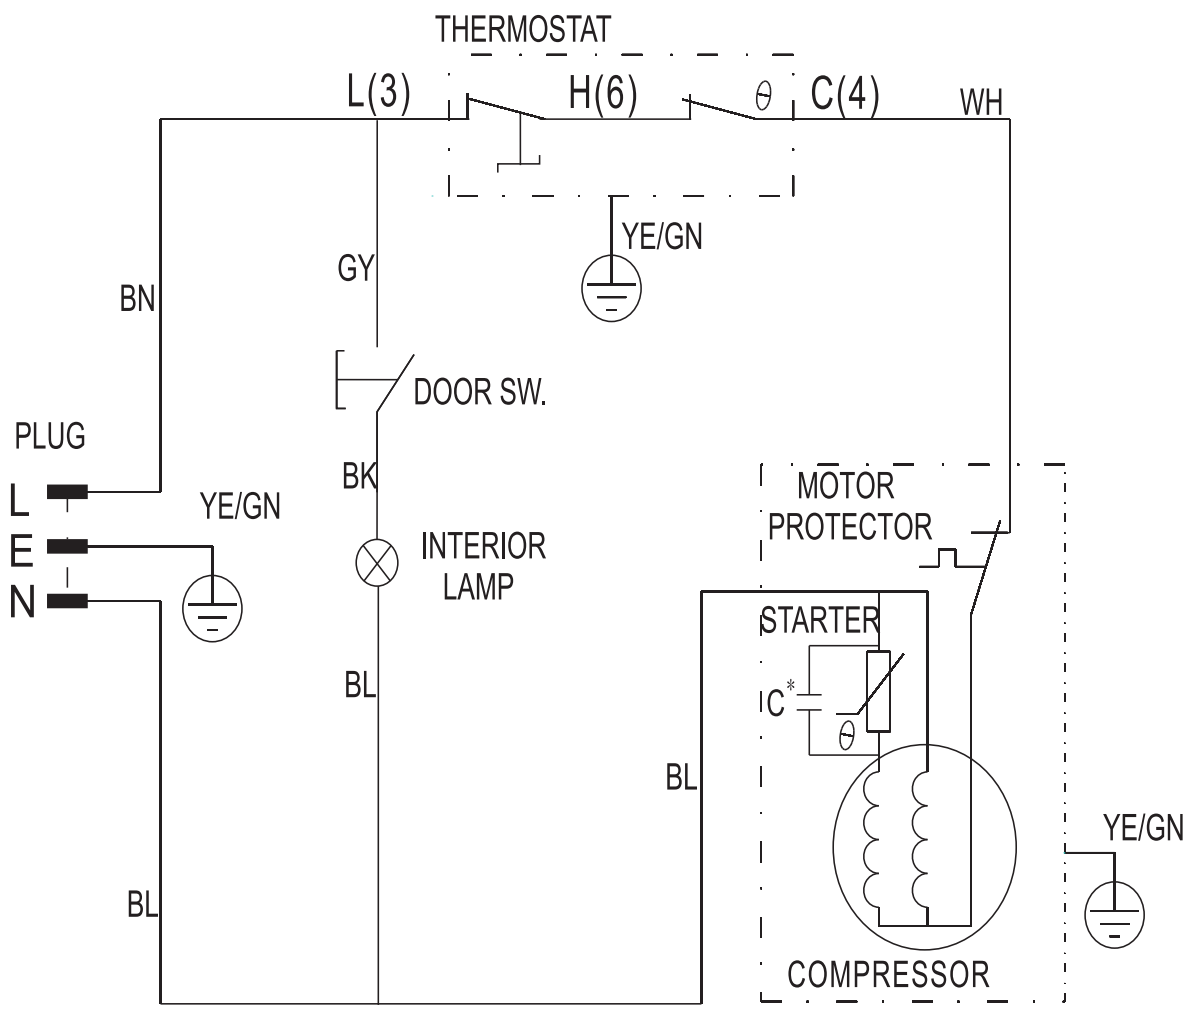 THERMOSTAT
L(3)
H(6)
θ
C(4)
WH
YE/GN
GY
BN
DOOR SW.
PLUG
BK
L
YE/GN
MOTOR
PROTECTOR
E
INTERIOR
LAMP
N
STARTER
BL
C*
θ
BL
YE/GN
BL
COMPRESSOR